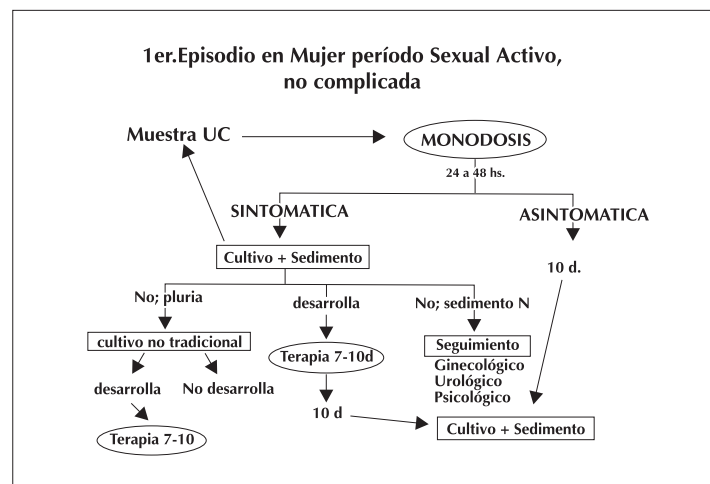 1er.Episodio en Mujer período Sexual Activo,
no complicada
Muestra UC
MONODOSIS
24 a 48 hs.
SINTOMATICA
ASINTOMATICA
Cultivo + Sedimento
10 d.
No; pluria
desarrolla
No; sedimento N
cultivo no tradicional
Terapia 7-10d
Seguimiento
Ginecológico
Urológico
Psicológico
desarrolla
No desarrolla
10 d
Terapia 7-10
Cultivo + Sedimento